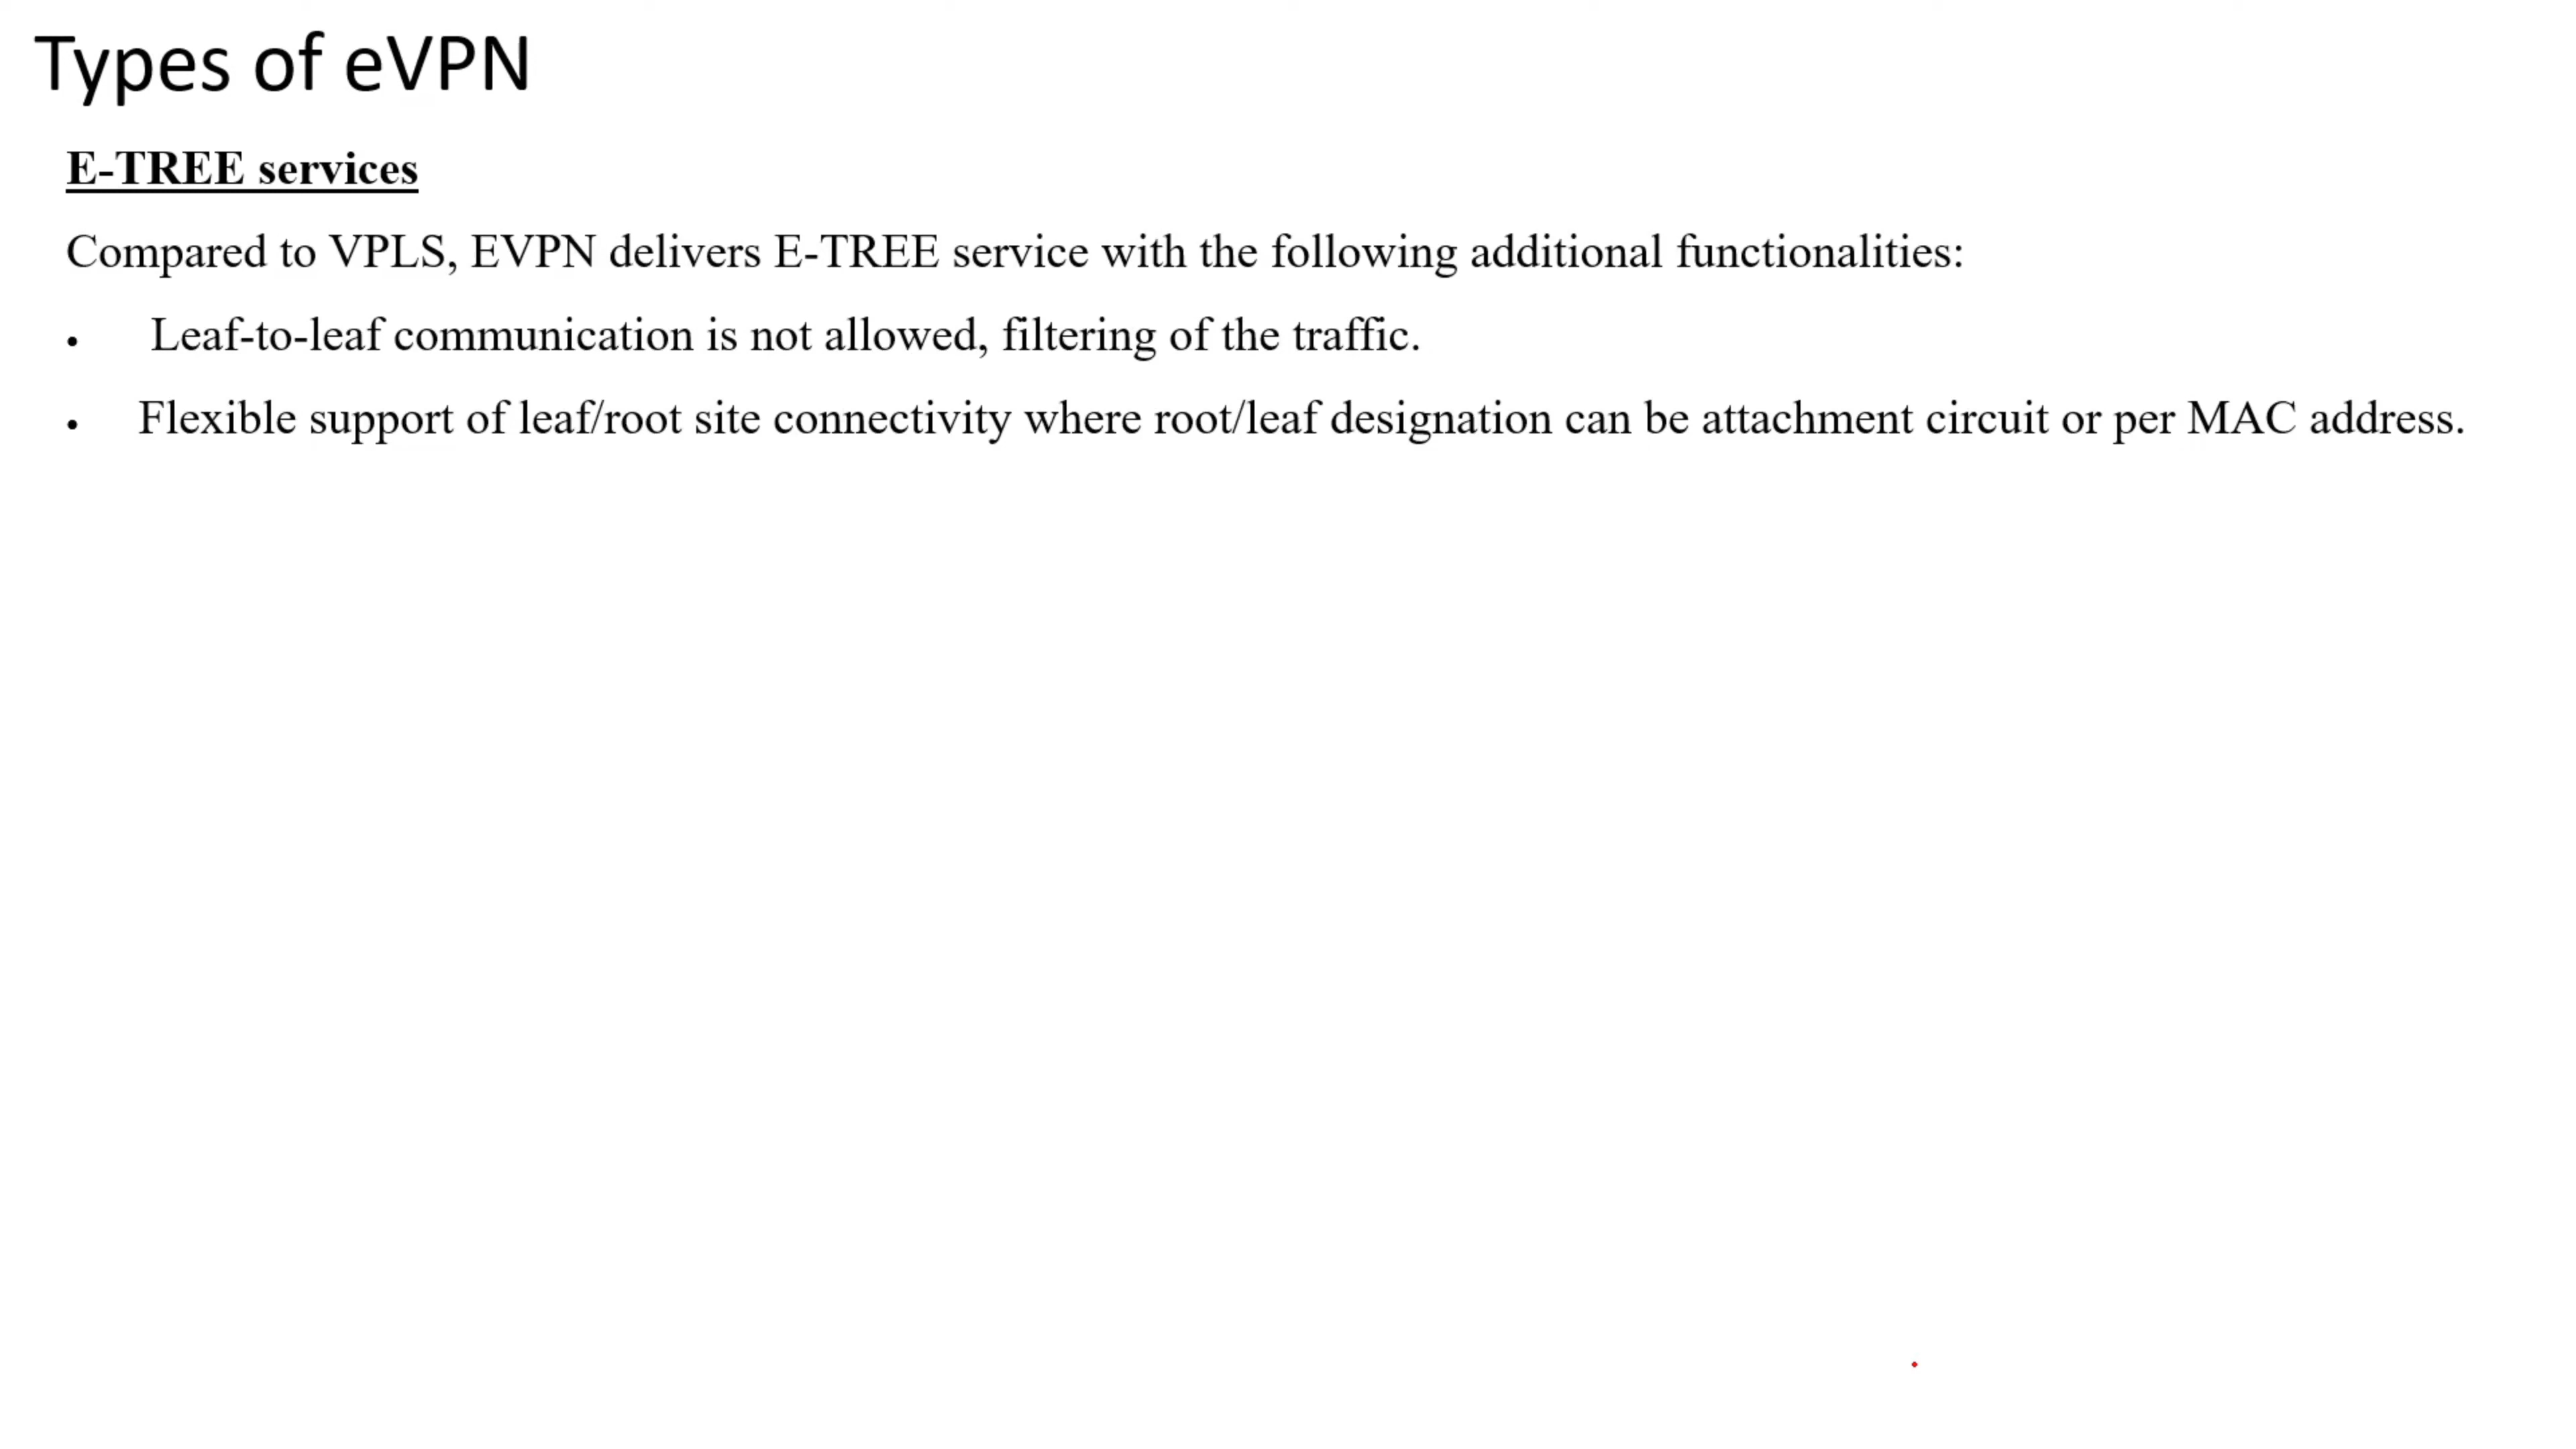 Types of eVPN
E-TREE services
Compared to VPLS, EVPN delivers E-TREE service with the following additional functionalities:
• Leaf-to-leaf communication is not allowed, filtering of the traffic.
• Flexible support of leaf/root site connectivity where root/leaf designation can be attachment circuit or per MAC address.